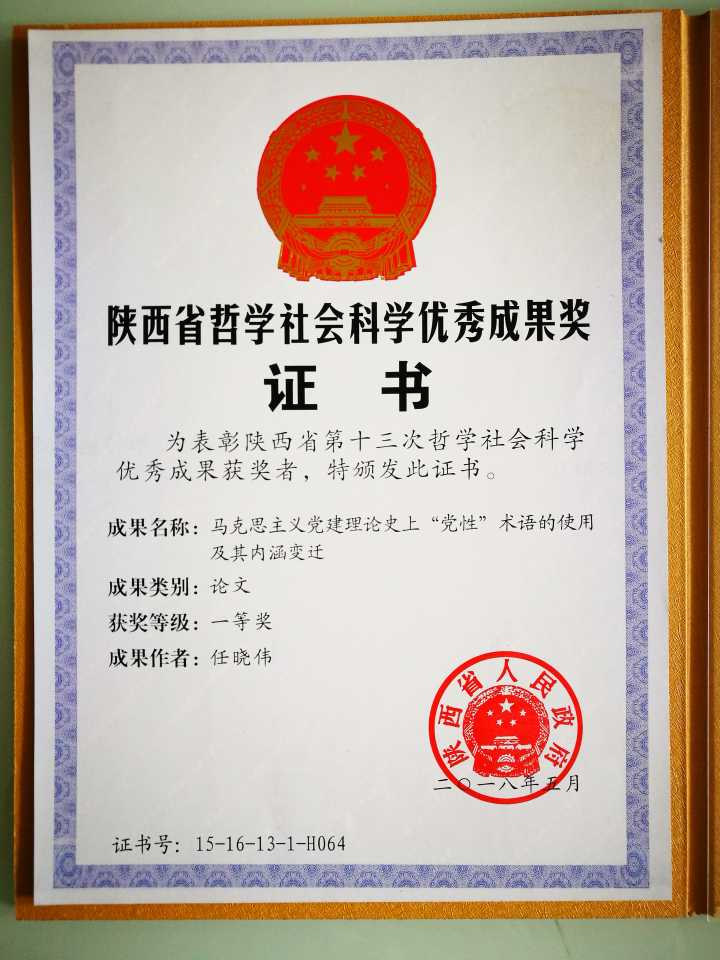 陕西省哲学社会科学优秀成果奖
证 书
为表彰陕西省第十三次哲学社会科学
优秀成果获奖者，特颁发此证书。
成果名称：马克思主义党建理论史上“党性”术语的使用
及其内涵变迁
成果类别：论文
获奖等级：一等奖
成果作者：任晓伟
陕西省人民政府
二〇一八年五月
证书号：15-16-13-1-H064